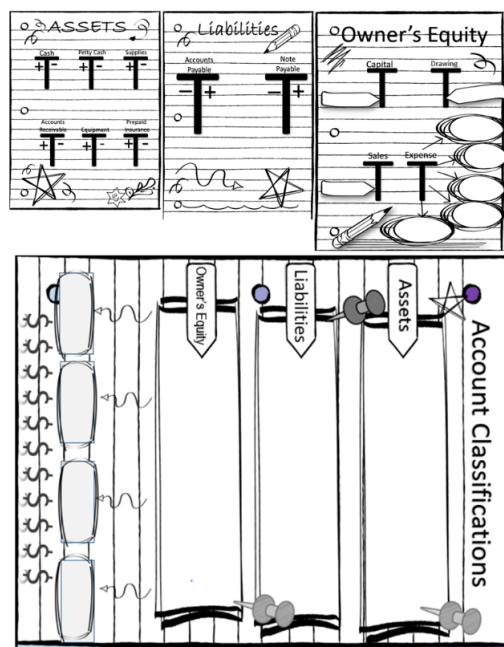 ASSETS
Cash Petty Cash Supplies
+ - + - + -
Accounts Receivable Equipment Prepaid Insurance
+ - + - + -
Liabilities
Accounts Payable Note Payable
- + - +
Owner's Equity
Capital Drawing
Sales Expense
Account Classifications
Assets
Liabilities
Owner's Equity
$$$$$$$$$$$